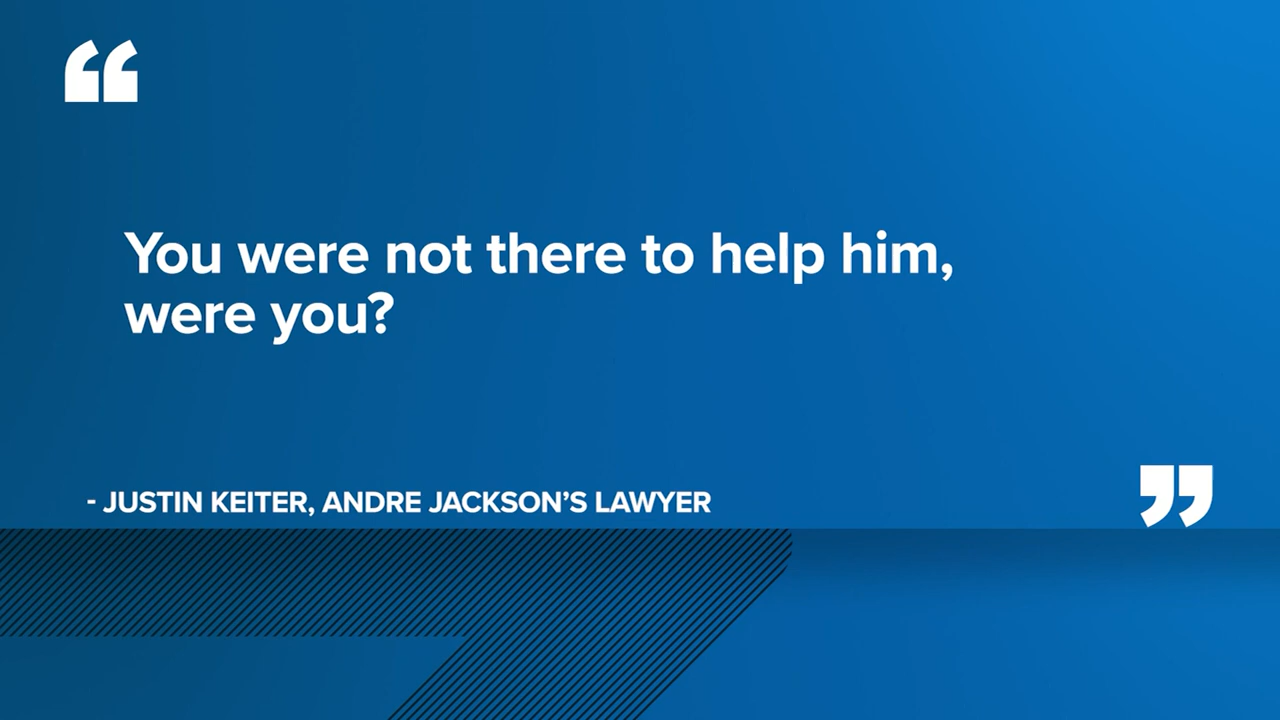 “
You were not there to help him,
were you?
- JUSTIN KEITER, ANDRE JACKSON’S LAWYER
”